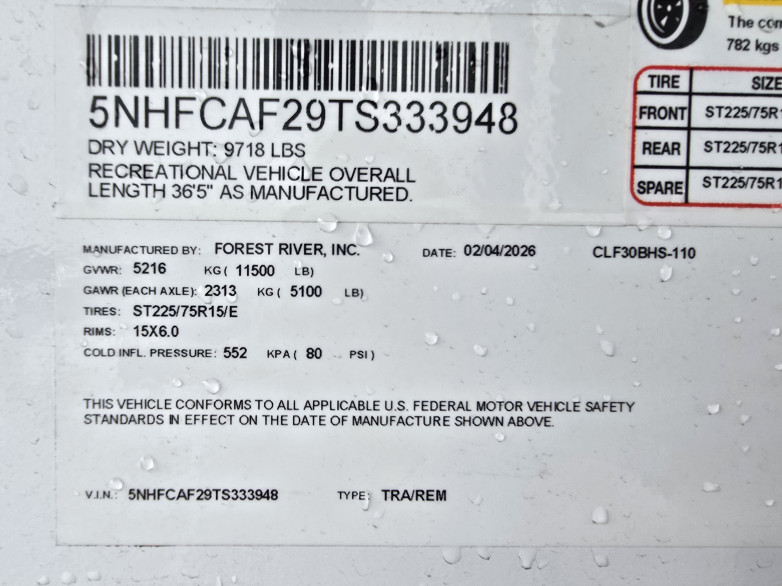 The com
782 kgs
5NHFCAF29TS333948
DRY WEIGHT: 9718 LBS
RECREATIONAL VEHICLE OVERALL
LENGTH 36'5" AS MANUFACTURED.
TIRE SIZE
FRONT ST225/75R1
REAR ST225/75R1
SPARE ST225/75R1
MANUFACTURED BY: FOREST RIVER, INC. DATE: 02/04/2026 CLF30BHS-110
GVWR: 5216 KG ( 11500 LB)
GAWR (EACH AXLE): 2313 KG ( 5100 LB)
TIRES: ST225/75R15/E
RIMS: 15X6.0
COLD INFL. PRESSURE: 552 KPA ( 80 PSI )
THIS VEHICLE CONFORMS TO ALL APPLICABLE U.S. FEDERAL MOTOR VEHICLE SAFETY
STANDARDS IN EFFECT ON THE DATE OF MANUFACTURE SHOWN ABOVE.
V.I.N.: 5NHFCAF29TS333948 TYPE: TRA/REM